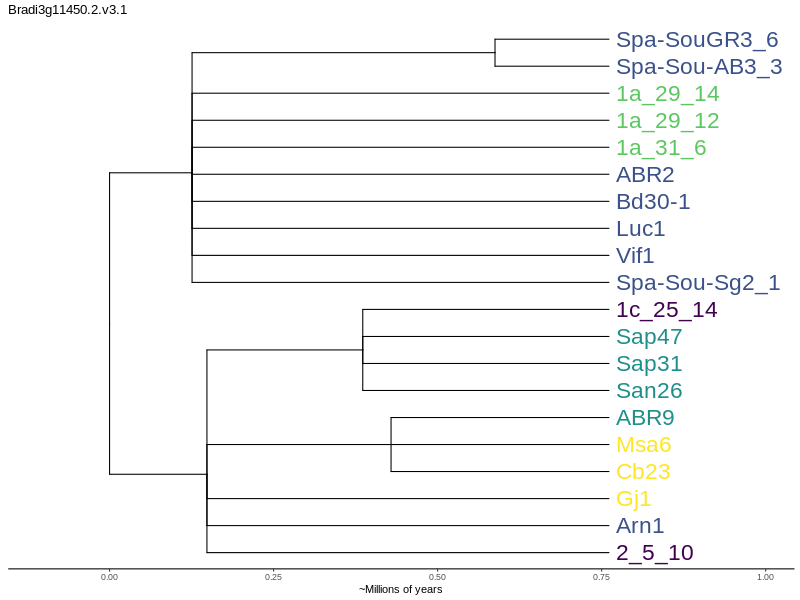 Bradi3g11450.2.v3.1
Spa-SouGR3_6
Spa-Sou-AB3_3
1a_29_14
1a_29_12
1a_31_6
ABR2
Bd30-1
Luc1
Vif1
Spa-Sou-Sg2_1
1c_25_14
Sap47
Sap31
San26
ABR9
Msa6
Cb23
Gj1
Arn1
2_5_10
0.00 0.25 0.50 0.75 1.00
~Millions of years